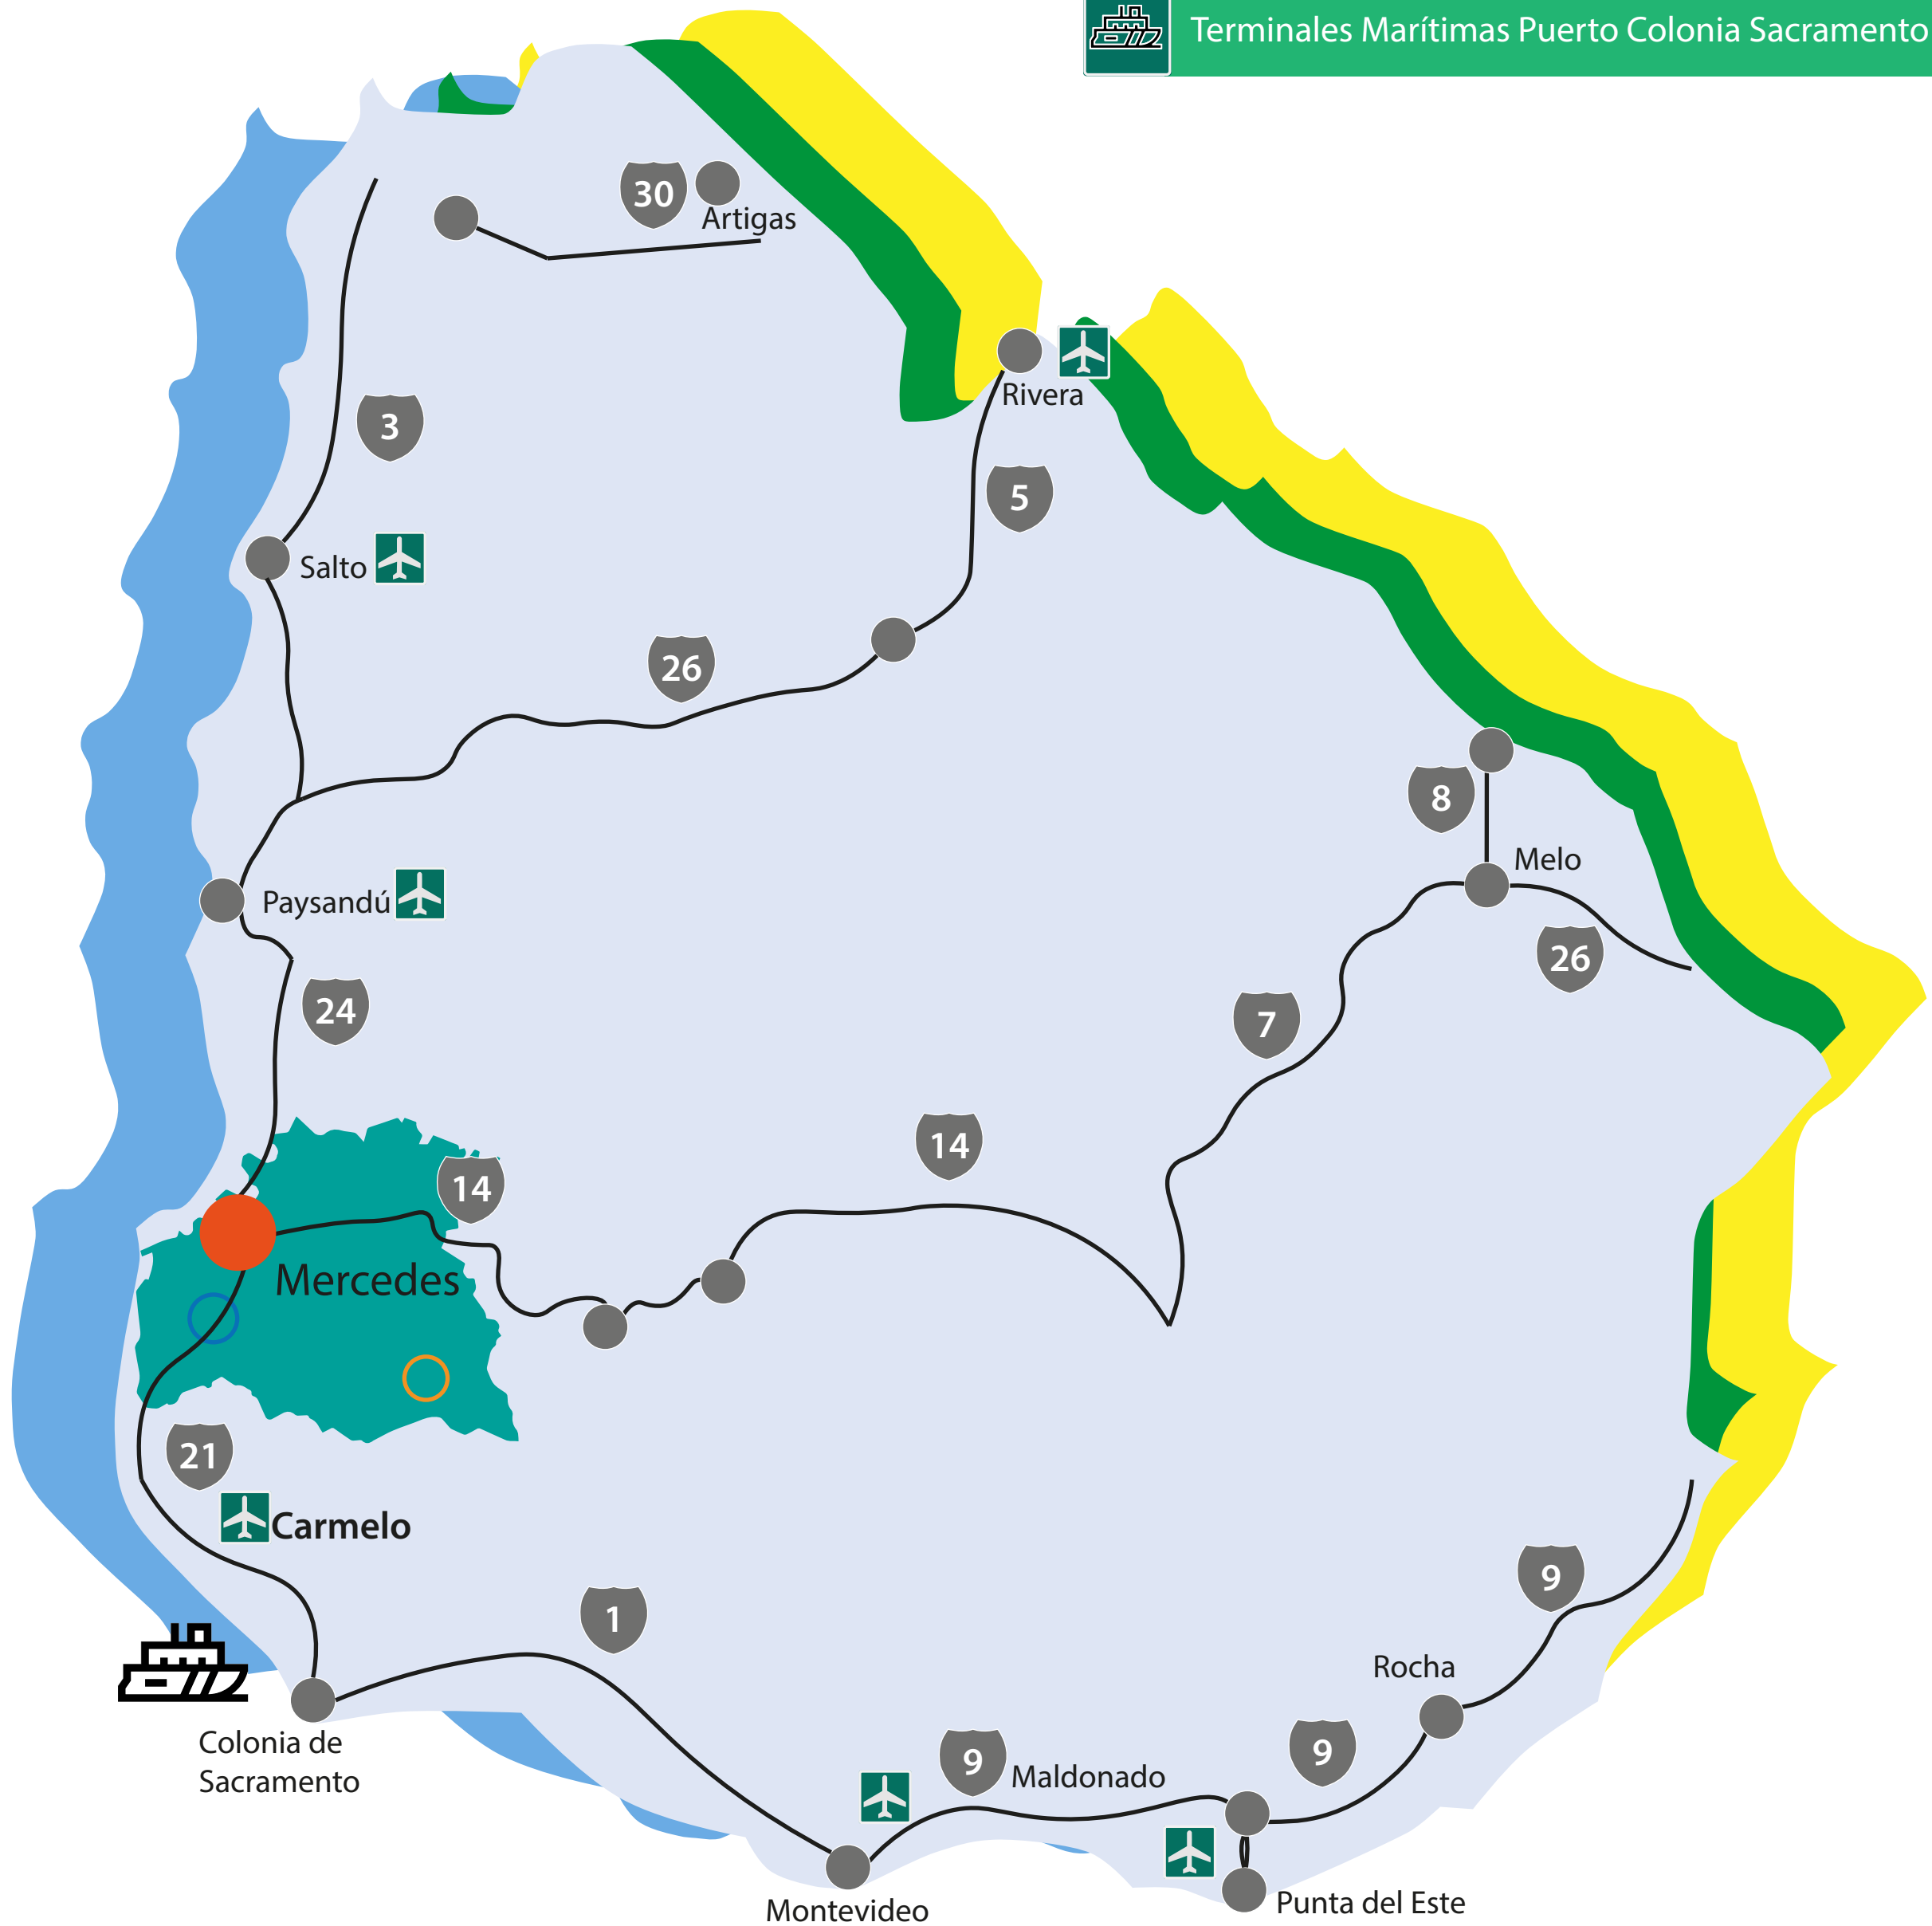 Terminales Marítimas Puerto Colonia Sacramento
30
Artigas
Rivera
3
5
Salto
26
8
Melo
Paysandú
26
24
7
14
14
Mercedes
21
Carmelo
9
1
Rocha
Colonia de
Sacramento
9
9
Maldonado
Punta del Este
Montevideo